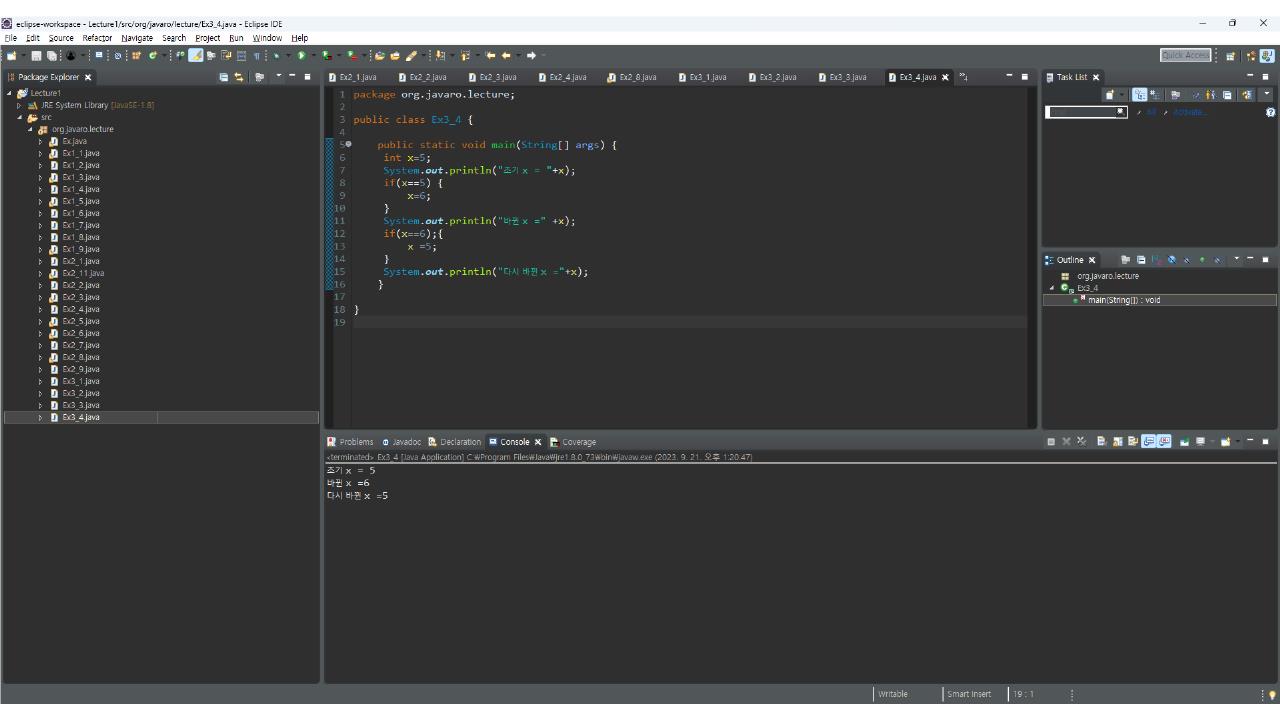 eclipse-workspace - Lecture1/src/org/javaro/lecture/Ex3_4.java - Eclipse IDE
File Edit Source Refactor Navigate Search Project Run Window Help
Quick Access
Package Explorer
Lecture1
JRE System Library [JavaSE-1.8]
src
org.javaro.lecture
Ex.java
Ex1_1.java
Ex1_2.java
Ex1_3.java
Ex1_4.java
Ex1_5.java
Ex1_6.java
Ex1_7.java
Ex1_8.java
Ex1_9.java
Ex2_1.java
Ex2_11.java
Ex2_2.java
Ex2_3.java
Ex2_4.java
Ex2_5.java
Ex2_6.java
Ex2_7.java
Ex2_8.java
Ex2_9.java
Ex3_1.java
Ex3_2.java
Ex3_3.java
Ex3_4.java
Ex2_1.java Ex2_2.java Ex2_3.java Ex2_4.java Ex2_8.java Ex3_1.java Ex3_2.java Ex3_3.java Ex3_4.java
1 package org.javaro.lecture;
2
3 public class Ex3_4 {
4
5 public static void main(String[] args) {
6 int x=5;
7 System.out.println("초기 x = "+x);
8 if(x==5) {
9 x=6;
10 }
11 System.out.println("바뀐 x =" +x);
12 if(x==6);{
13 x =5;
14 }
15 System.out.println("다시 바뀐 x ="+x);
16 }
17
18 }
19
Task List
All Activate...
Outline
org.javaro.lecture
Ex3_4
main(String[]) : void
Problems Javadoc Declaration Console Coverage
<terminated> Ex3_4 [Java Application] C:₩Program Files₩Java₩jre1.8.0_73₩bin₩javaw.exe (2023. 9. 21. 오후 1:20:47)
초기 x = 5
바뀐 x =6
다시 바뀐 x =5
Writable Smart Insert 19 : 1